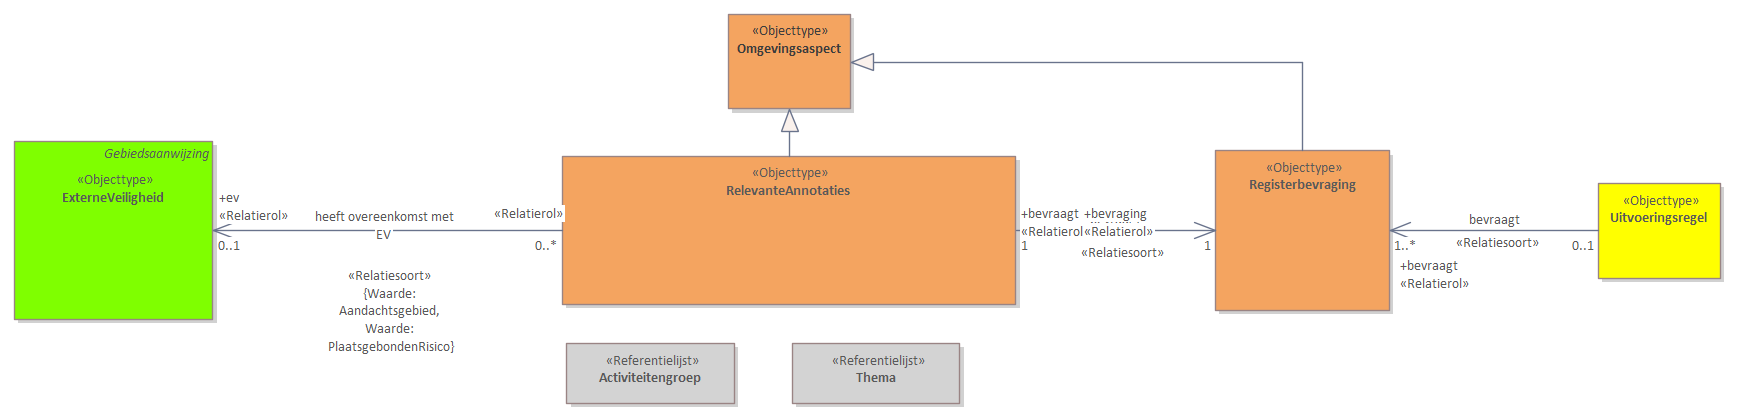 «Objecttype»
Omgevingsaspect
Gebiedsaanwijzing
«Objecttype»
ExterneVeiligheid
+ev
«Relatierol»
0..1
heeft overeenkomst met
EV
«Relatiesoort»
{Waarde:
Aandachtsgebied,
Waarde:
PlaatsgebondenRisico}
«Relatierol»
0..*
«Objecttype»
RelevanteAnnotaties
+bevraagt
«Relatierol
1
+bevraging
«Relatierol»
«Relatiesoort»
1
«Objecttype»
Registerbevraging
1..*
+bevraagt
«Relatierol»
bevraagt
«Relatiesoort»
0..1
«Objecttype»
Uitvoeringsregel
«Referentielijst»
Activiteitengroep
«Referentielijst»
Thema